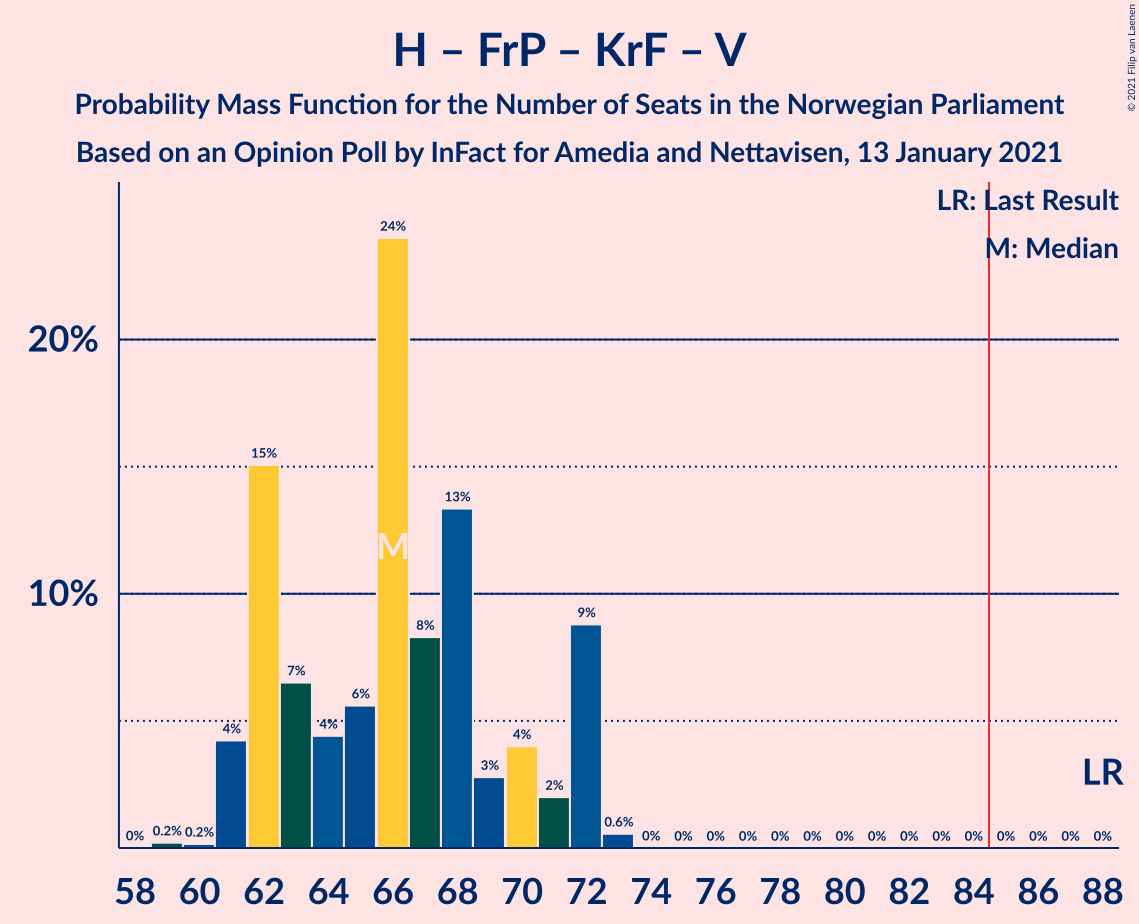 H – FrP – KrF – V
Probability Mass Function for the Number of Seats in the Norwegian Parliament
Based on an Opinion Poll by InFact for Amedia and Nettavisen, 13 January 2021
© 2021 Filip van Laenen
LR: Last Result
M: Median
20%
10%
0% 0.2% 0.2% 4% 15% 7% 4% 6% 24% 8% 13% 3% 4% 2% 9% 0.6% 0% 0% 0% 0% 0% 0% 0% 0% 0% 0% 0% 0% 0% 0% 0%
M
LR
58 60 62 64 66 68 70 72 74 76 78 80 82 84 86 88